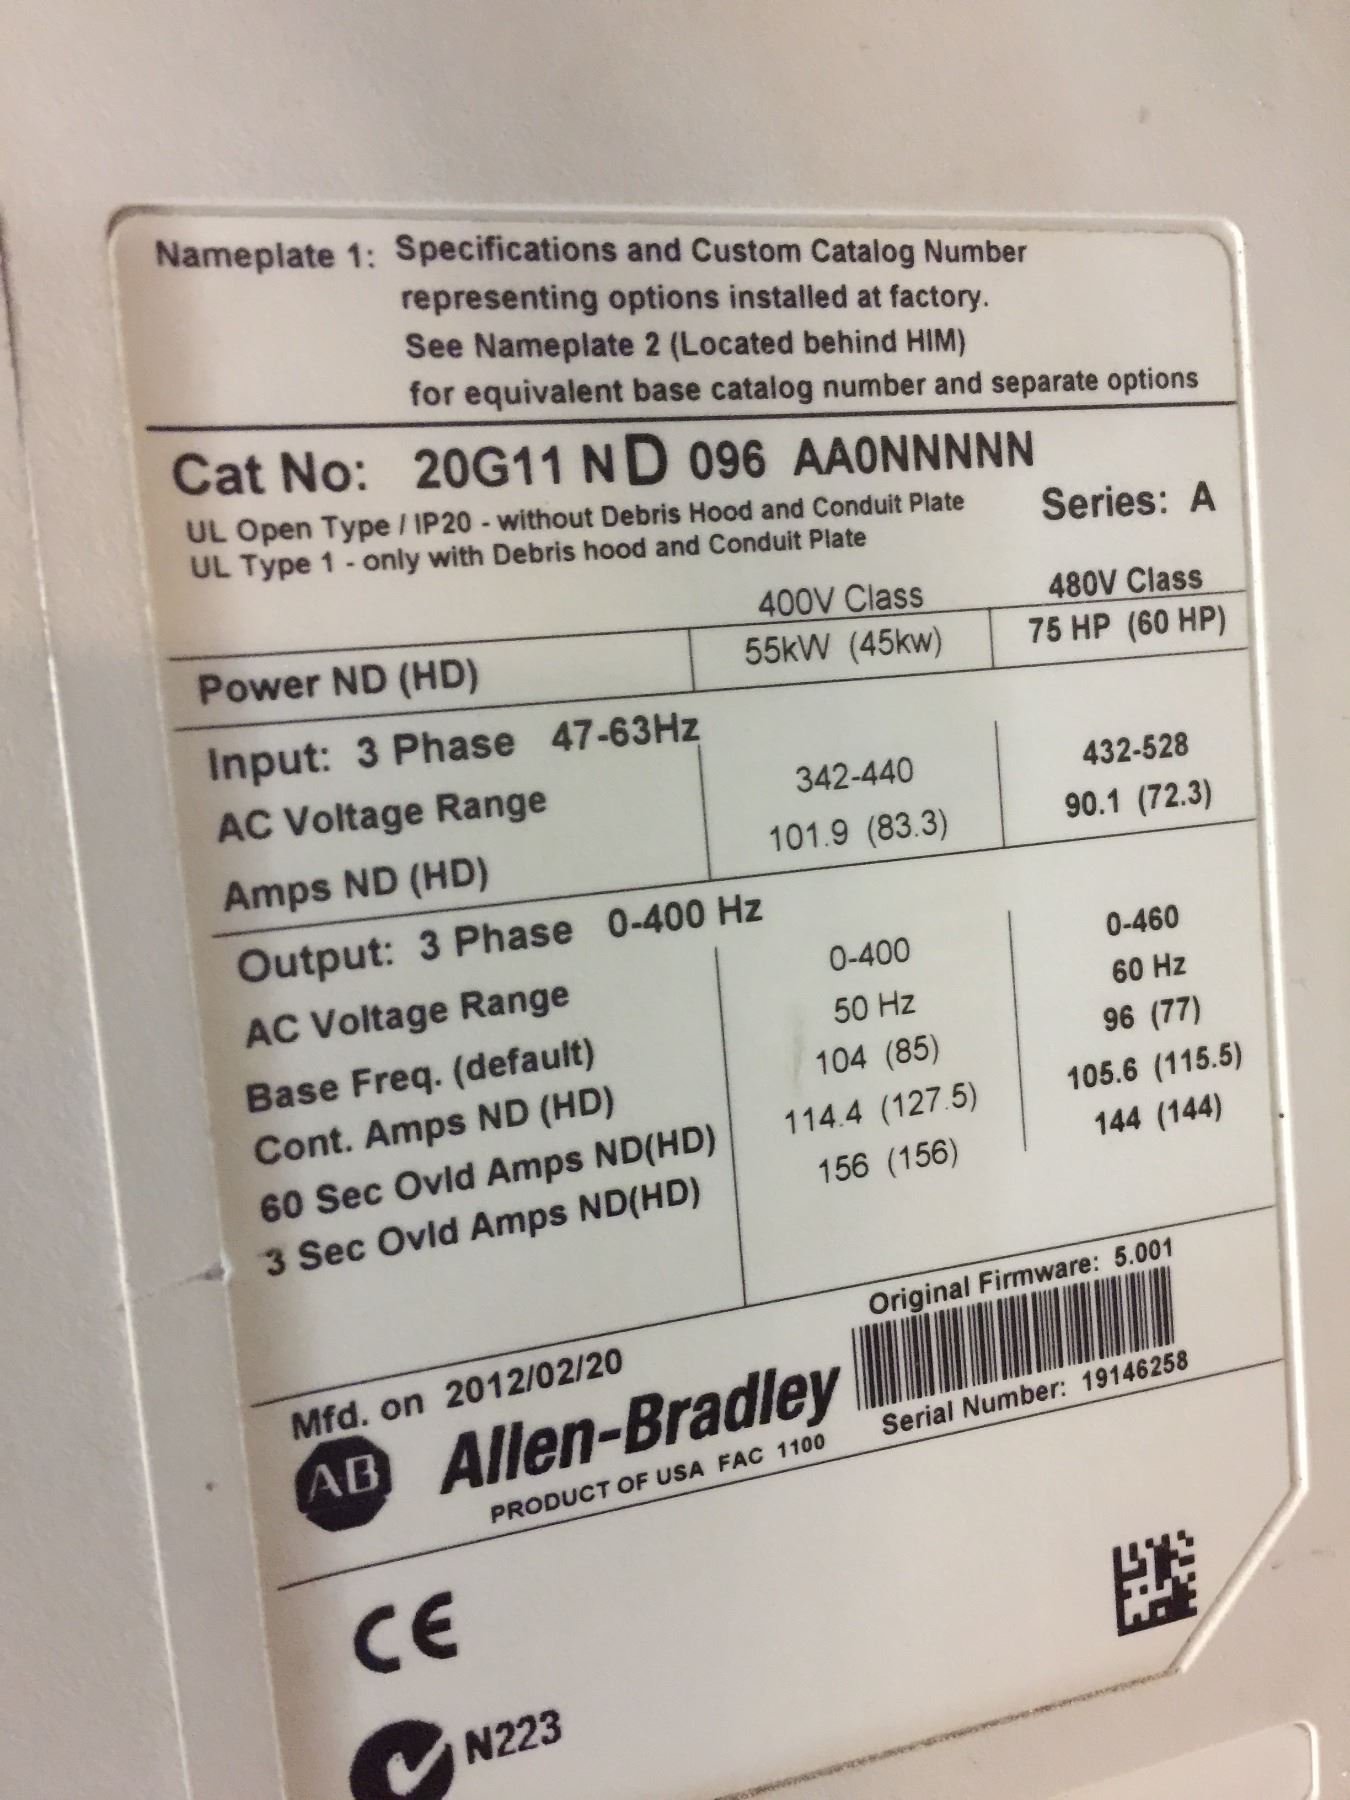 Nameplate 1: Specifications and Custom Catalog Number
representing options installed at factory.
See Nameplate 2 (Located behind HIM)
for equivalent base catalog number and separate options
Cat No: 20G11 ND 096 AA0NNNNN
UL Open Type / IP20 - without Debris Hood and Conduit Plate
UL Type 1 - only with Debris hood and Conduit Plate
Series: A
400V Class 480V Class
Power ND (HD) 55kW (45kw) 75 HP (60 HP)
Input: 3 Phase 47-63Hz
AC Voltage Range 342-440 432-528
Amps ND (HD) 101.9 (83.3) 90.1 (72.3)
Output: 3 Phase 0-400 Hz
AC Voltage Range 0-400 0-460
Base Freq. (default) 50 Hz 60 Hz
Cont. Amps ND (HD) 104 (85) 96 (77)
60 Sec Ovld Amps ND(HD) 114.4 (127.5) 105.6 (115.5)
3 Sec Ovld Amps ND(HD) 156 (156) 144 (144)
Original Firmware: 5.001
Mfd. on 2012/02/20
Serial Number: 19146258
AB Allen-Bradley
PRODUCT OF USA FAC 1100
CE
N223